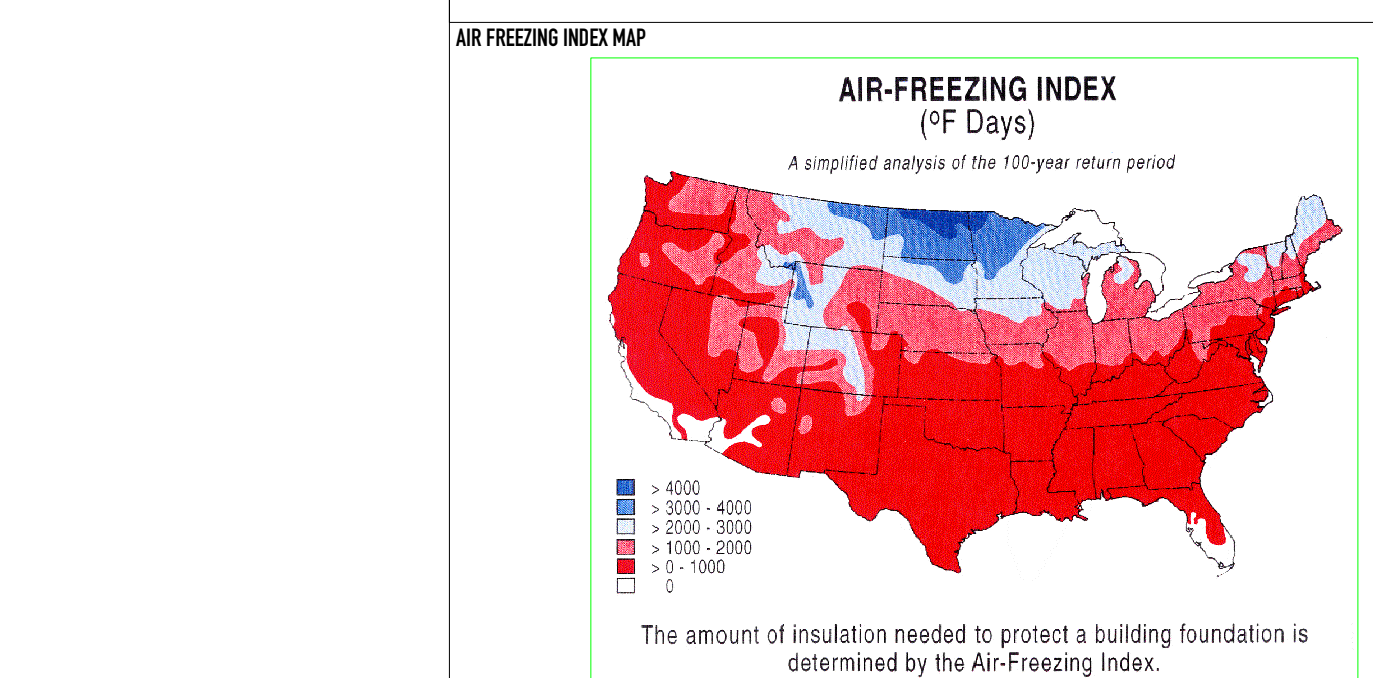 AIR FREEZING INDEX MAP
AIR-FREEZING INDEX
(°F Days)
A simplified analysis of the 100-year return period
> 4000
> 3000 - 4000
> 2000 - 3000
> 1000 - 2000
> 0 - 1000
0
The amount of insulation needed to protect a building foundation is
determined by the Air-Freezing Index.